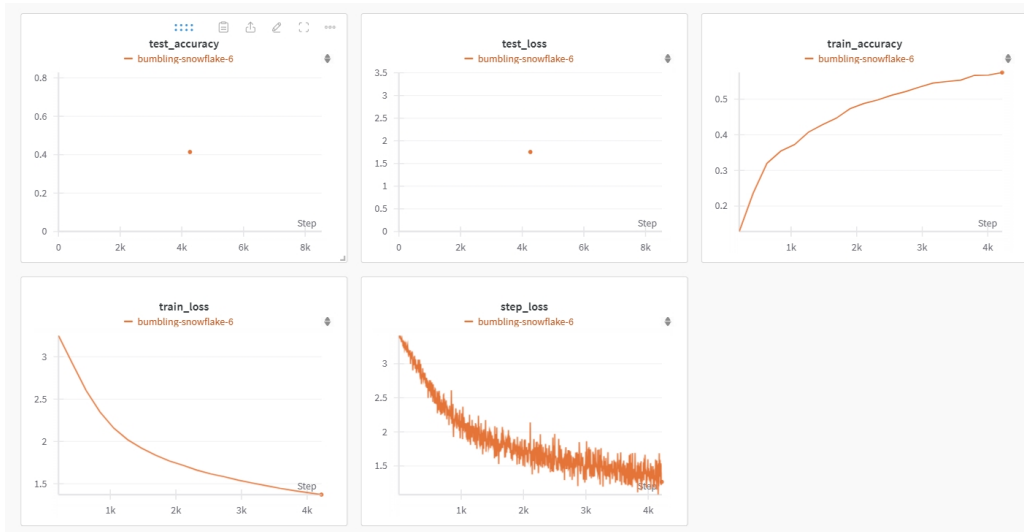 test_accuracy
bumbling-snowflake-6
0.8
0.6
0.4
0.2
0
Step
0 2k 4k 6k 8k
test_loss
bumbling-snowflake-6
3.5
3
2.5
2
1.5
1
0.5
0
Step
0 2k 4k 6k 8k
train_accuracy
bumbling-snowflake-6
0.5
0.4
0.3
0.2
Step
1k 2k 3k 4k
train_loss
bumbling-snowflake-6
3
2.5
2
1.5
Step
1k 2k 3k 4k
step_loss
bumbling-snowflake-6
3
2.5
2
1.5
Step
1k 2k 3k 4k